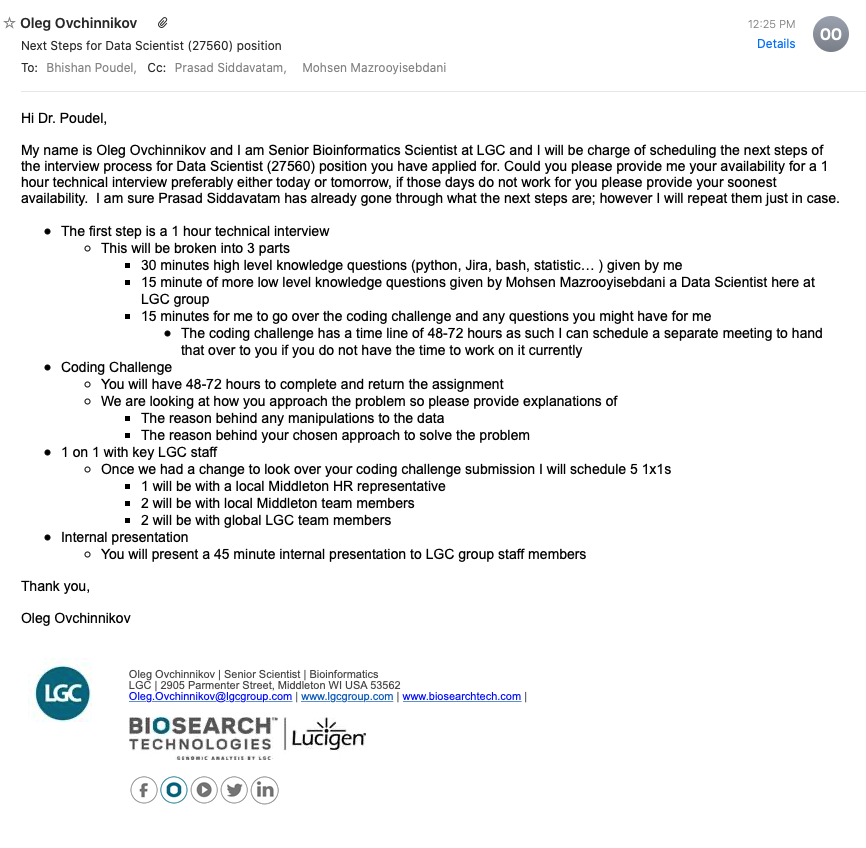 ☆ Oleg Ovchinnikov
12:25 PM
OO
Next Steps for Data Scientist (27560) position
Details
To: Bhishan Poudel, Cc: Prasad Siddavatam, Mohsen Mazrooyisebdani
Hi Dr. Poudel,
My name is Oleg Ovchinnikov and I am Senior Bioinformatics Scientist at LGC and I will be charge of scheduling the next steps of
the interview process for Data Scientist (27560) position you have applied for. Could you please provide me your availability for a 1
hour technical interview preferably either today or tomorrow, if those days do not work for you please provide your soonest
availability.  I am sure Prasad Siddavatam has already gone through what the next steps are; however I will repeat them just in case.
• The first step is a 1 hour technical interview
○ This will be broken into 3 parts
▪ 30 minutes high level knowledge questions (python, Jira, bash, statistic… ) given by me
▪ 15 minute of more low level knowledge questions given by Mohsen Mazrooyisebdani a Data Scientist here at
LGC group
▪ 15 minutes for me to go over the coding challenge and any questions you might have for me
• The coding challenge has a time line of 48-72 hours as such I can schedule a separate meeting to hand
that over to you if you do not have the time to work on it currently
• Coding Challenge
○ You will have 48-72 hours to complete and return the assignment
○ We are looking at how you approach the problem so please provide explanations of
▪ The reason behind any manipulations to the data
▪ The reason behind your chosen approach to solve the problem
• 1 on 1 with key LGC staff
○ Once we had a change to look over your coding challenge submission I will schedule 5 1x1s
▪ 1 will be with a local Middleton HR representative
▪ 2 will be with local Middleton team members
▪ 2 will be with global LGC team members
• Internal presentation
○ You will present a 45 minute internal presentation to LGC group staff members
Thank you,
Oleg Ovchinnikov
LGC
Oleg Ovchinnikov | Senior Scientist | Bioinformatics
LGC | 2905 Parmenter Street, Middleton WI USA 53562
Oleg.Ovchinnikov@lgcgroup.com | www.lgcgroup.com | www.biosearchtech.com |
BIOSEARCH™
TECHNOLOGIES
GENOMIC ANALYSIS BY LGC
Lucigen